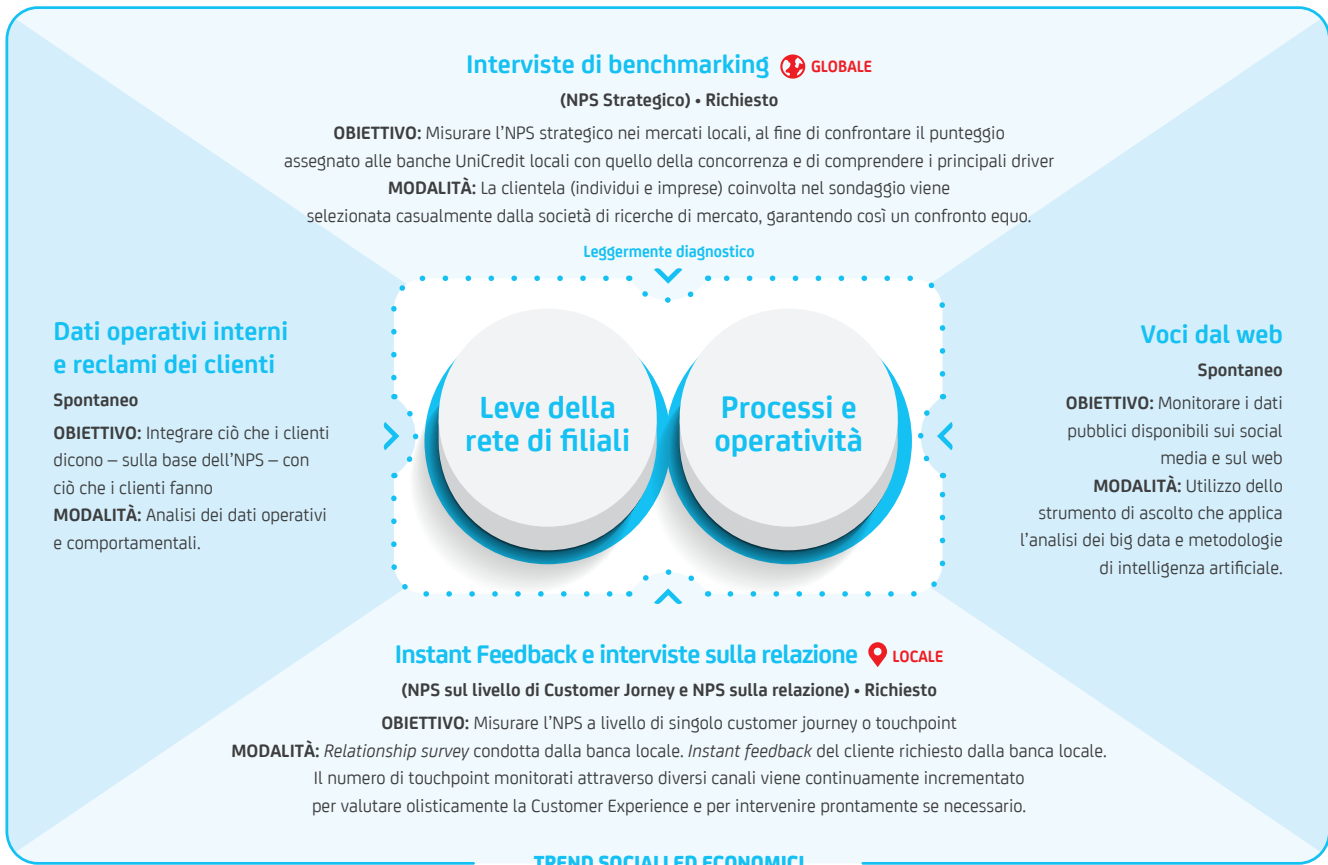 Interviste di benchmarking GLOBALE
(NPS Strategico) • Richiesto
OBIETTIVO: Misurare l'NPS strategico nei mercati locali, al fine di confrontare il punteggio
assegnato alle banche UniCredit locali con quello della concorrenza e di comprendere i principali driver
MODALITÀ: La clientela (individui e imprese) coinvolta nel sondaggio viene
selezionata casualmente dalla società di ricerche di mercato, garantendo così un confronto equo.
Leggermente diagnostico
Dati operativi interni
e reclami dei clienti
Spontaneo
OBIETTIVO: Integrare ciò che i clienti
dicono – sulla base dell'NPS – con
ciò che i clienti fanno
MODALITÀ: Analisi dei dati operativi
e comportamentali.
Leve della
rete di filiali
Processi e
operatività
Voci dal web
Spontaneo
OBIETTIVO: Monitorare i dati
pubblici disponibili sui social
media e sul web
MODALITÀ: Utilizzo dello
strumento di ascolto che applica
l'analisi dei big data e metodologie
di intelligenza artificiale.
Instant Feedback e interviste sulla relazione LOCALE
(NPS sul livello di Customer Jorney e NPS sulla relazione) • Richiesto
OBIETTIVO: Misurare l'NPS a livello di singolo customer journey o touchpoint
MODALITÀ: Relationship survey condotta dalla banca locale. Instant feedback del cliente richiesto dalla banca locale.
Il numero di touchpoint monitorati attraverso diversi canali viene continuamente incrementato
per valutare olisticamente la Customer Experience e per intervenire prontamente se necessario.
TREND SOCIALI ED ECONOMICI